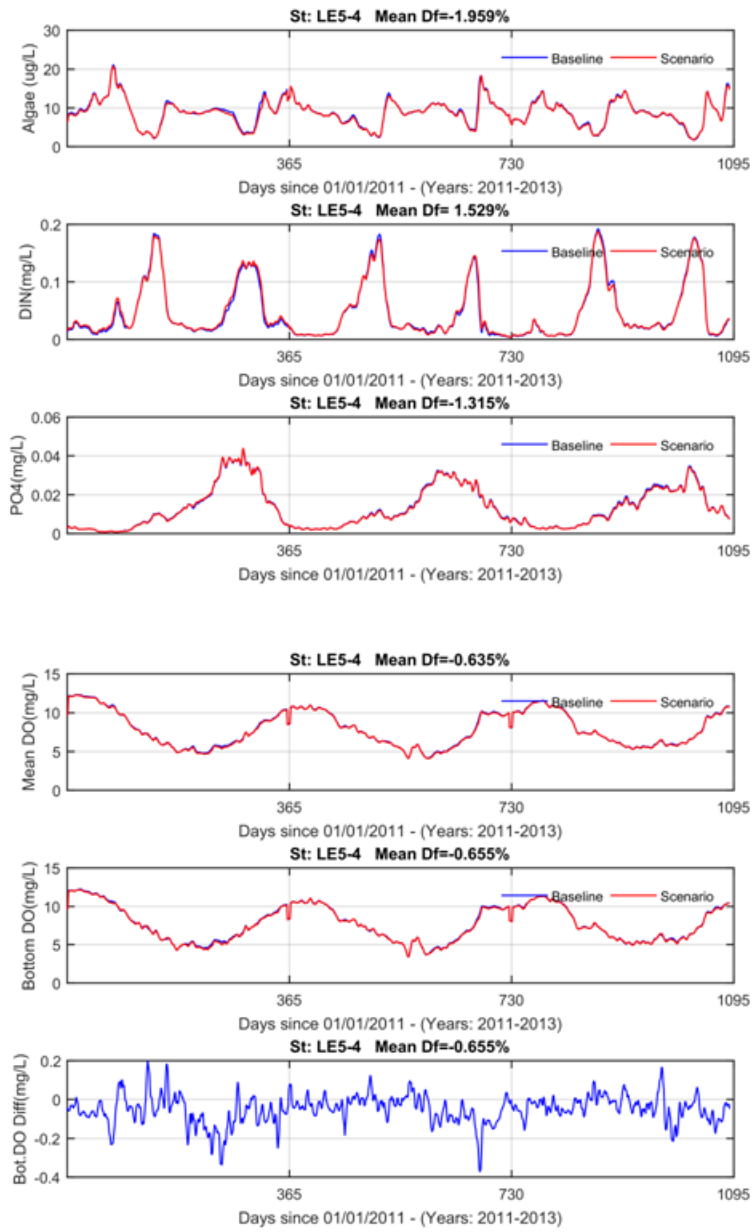 St: LE5-4 Mean Df=-1.959%
30
20
10
0
Algae (ug/L)
Baseline
Scenario
365 730 1095
Days since 01/01/2011 - (Years: 2011-2013)
St: LE5-4 Mean Df= 1.529%
0.2
0.1
0
DIN(mg/L)
Baseline
Scenario
365 730 1095
Days since 01/01/2011 - (Years: 2011-2013)
St: LE5-4 Mean Df=-1.315%
0.06
0.04
0.02
0
PO4(mg/L)
Baseline
Scenario
365 730 1095
Days since 01/01/2011 - (Years: 2011-2013)
St: LE5-4 Mean Df=-0.635%
15
10
5
0
Mean DO(mg/L)
Baseline
Scenario
365 730 1095
Days since 01/01/2011 - (Years: 2011-2013)
St: LE5-4 Mean Df=-0.655%
15
10
5
0
Bottom DO(mg/L)
Baseline
Scenario
365 730 1095
Days since 01/01/2011 - (Years: 2011-2013)
St: LE5-4 Mean Df=-0.655%
0.2
0
-0.2
-0.4
Bot.DO Diff(mg/L)
365 730 1095
Days since 01/01/2011 - (Years: 2011-2013)